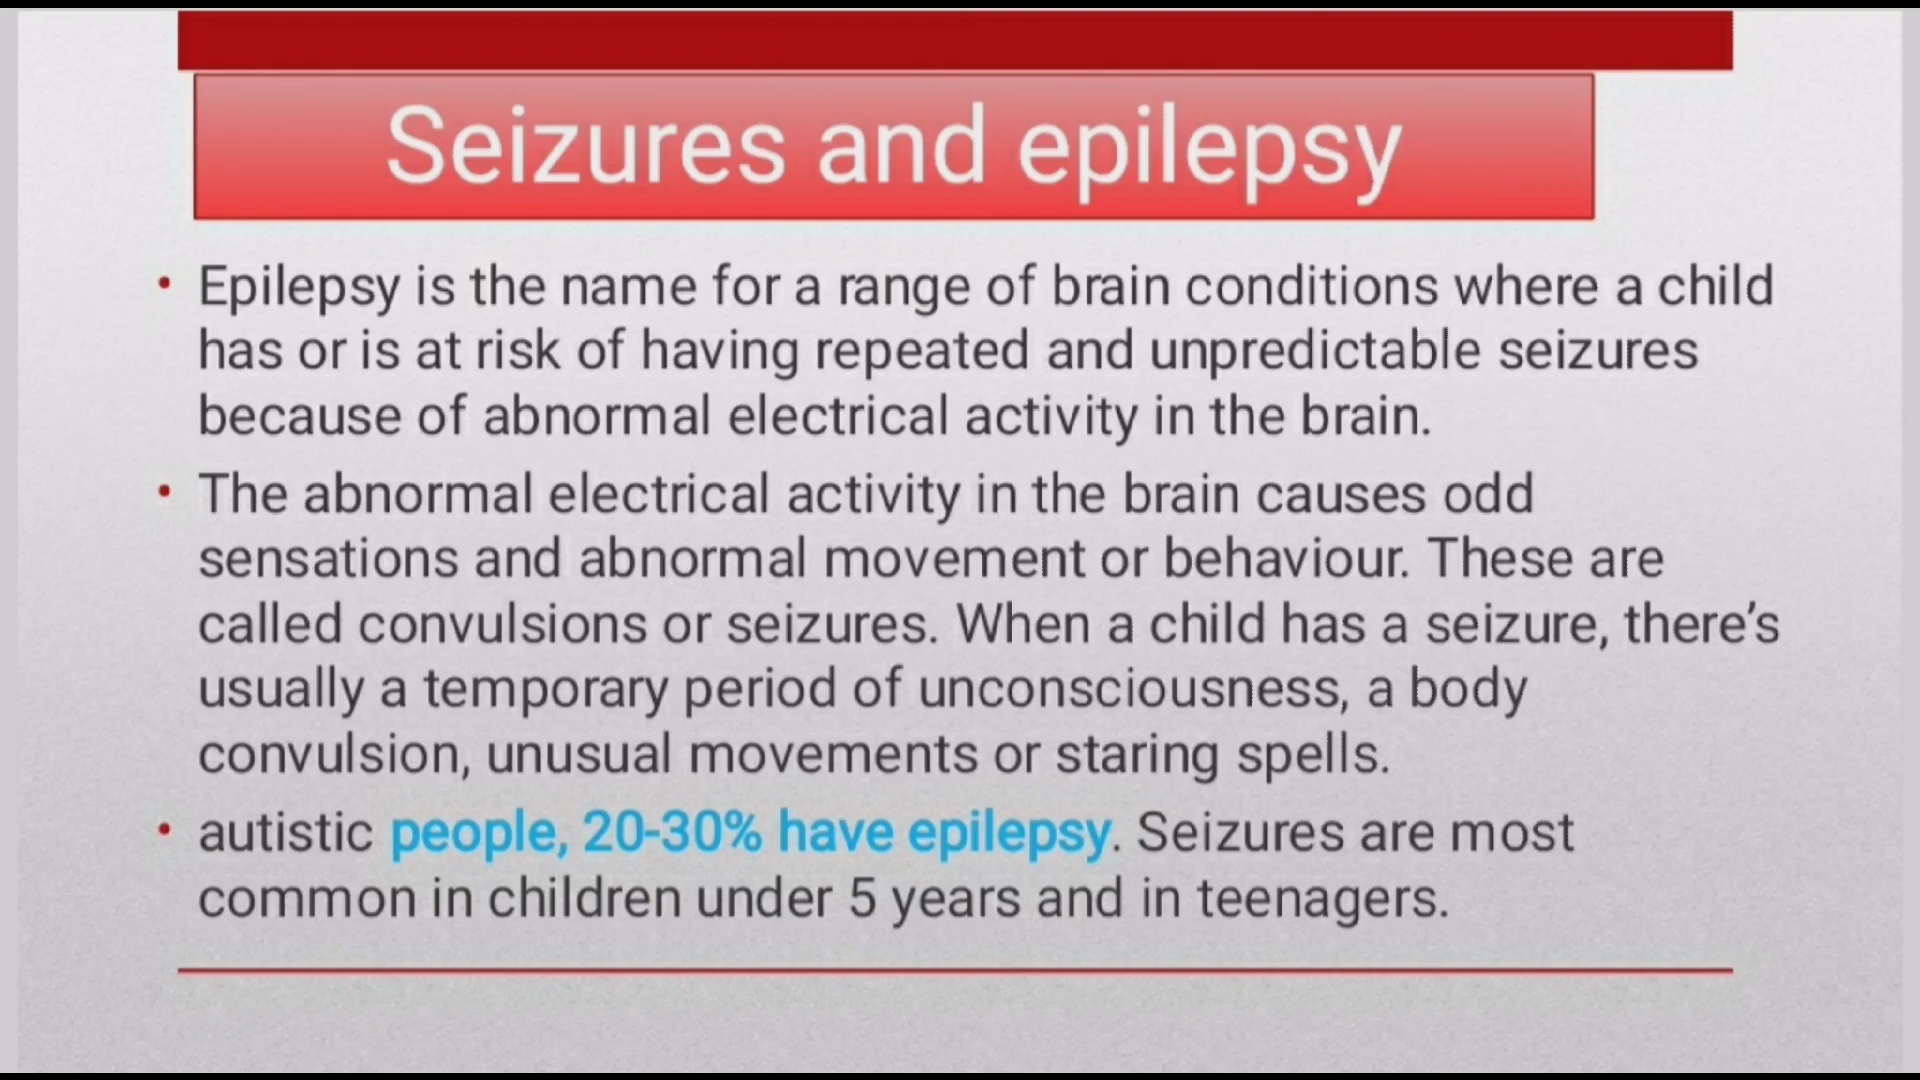 Seizures and epilepsy
• Epilepsy is the name for a range of brain conditions where a child
has or is at risk of having repeated and unpredictable seizures
because of abnormal electrical activity in the brain.
• The abnormal electrical activity in the brain causes odd
sensations and abnormal movement or behaviour. These are
called convulsions or seizures. When a child has a seizure, there’s
usually a temporary period of unconsciousness, a body
convulsion, unusual movements or staring spells.
• autistic people, 20-30% have epilepsy. Seizures are most
common in children under 5 years and in teenagers.